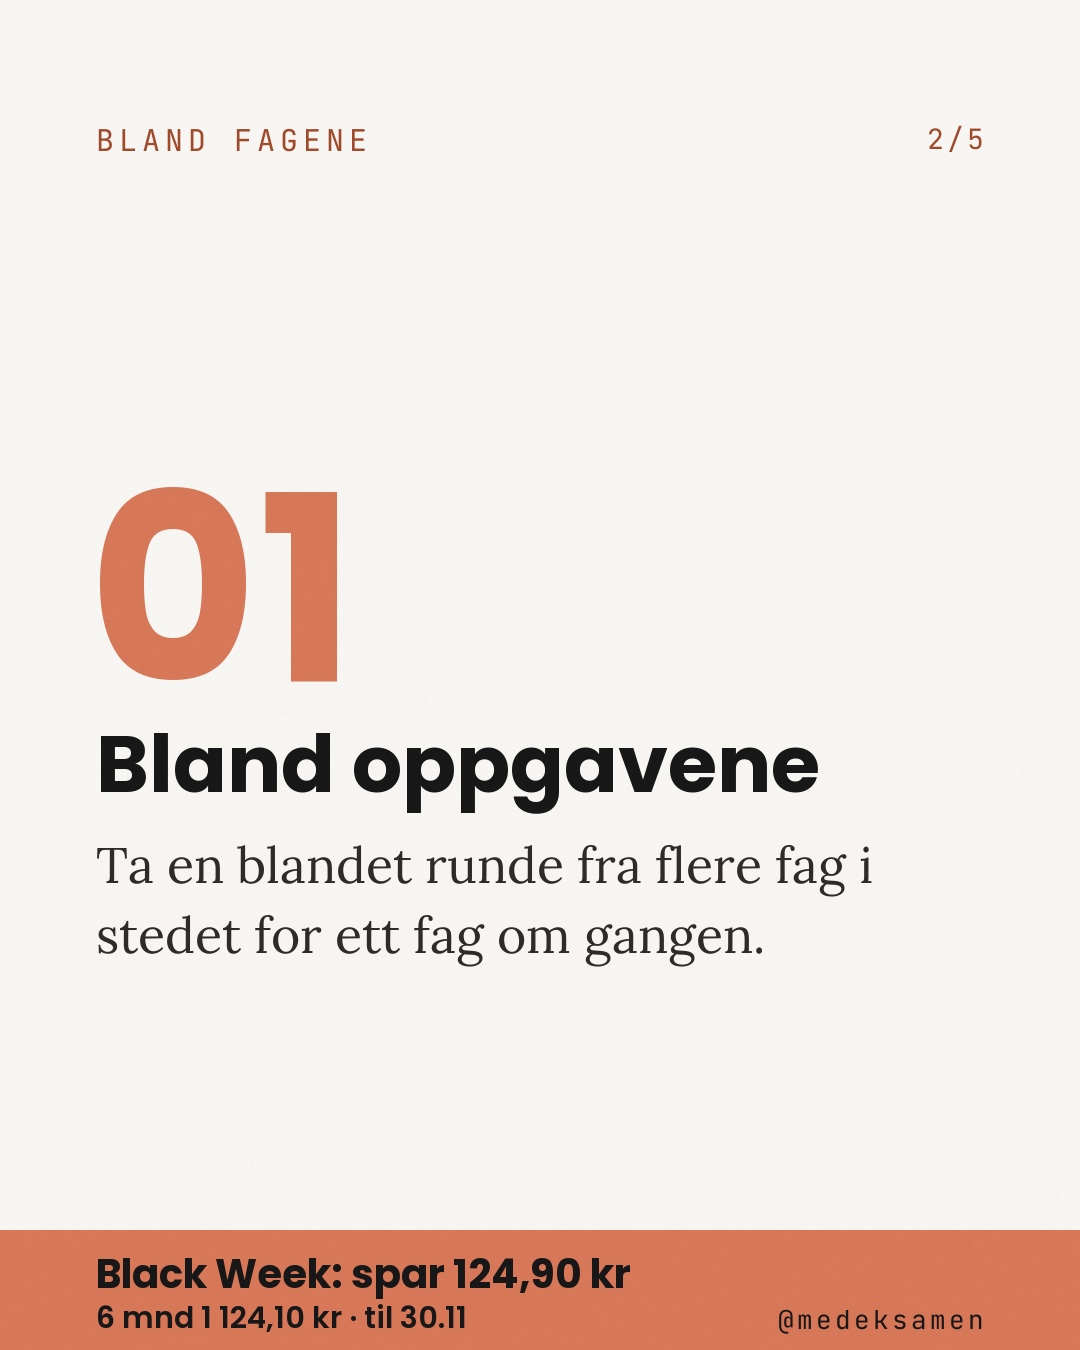 BLAND FAGENE
2/5
01
Bland oppgavene
Ta en blandet runde fra flere fag i
stedet for ett fag om gangen.
Black Week: spar 124,90 kr
6 mnd 1 124,10 kr · til 30.11
@medeksamen